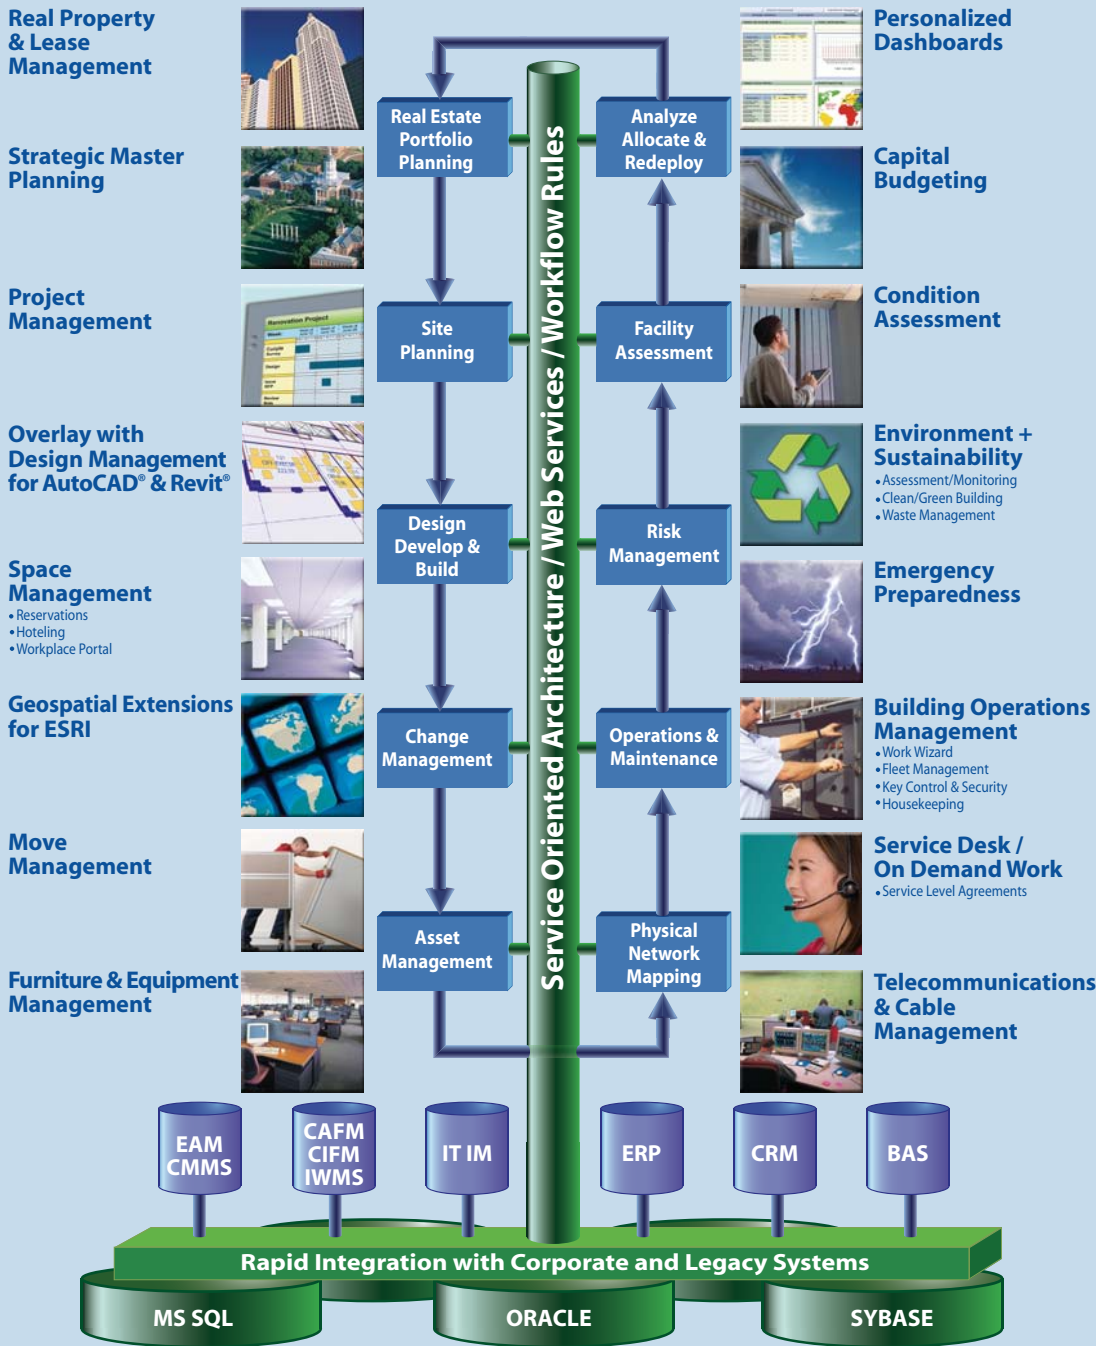 Real Property
& Lease
Management
Strategic Master
Planning
Project
Management
Renovation Project
Overlay with
Design Management
for AutoCAD® & Revit®
Space
Management
• Reservations
• Hoteling
• Workplace Portal
Geospatial Extensions
for ESRI
Move
Management
Furniture & Equipment
Management
Real Estate
Portfolio
Planning
Site
Planning
Design
Develop &
Build
Change
Management
Asset
Management
Service Oriented Architecture / Web Services / Workflow Rules
Analyze
Allocate &
Redeploy
Facility
Assessment
Risk
Management
Operations &
Maintenance
Physical
Network
Mapping
Personalized
Dashboards
Capital
Budgeting
Condition
Assessment
Environment +
Sustainability
• Assessment/Monitoring
• Clean/Green Building
• Waste Management
Emergency
Preparedness
Building Operations
Management
• Work Wizard
• Fleet Management
• Key Control & Security
• Housekeeping
Service Desk /
On Demand Work
• Service Level Agreements
Telecommunications
& Cable
Management
EAM
CMMS
CAFM
CIFM
IWMS
IT IM
ERP
CRM
BAS
Rapid Integration with Corporate and Legacy Systems
MS SQL
ORACLE
SYBASE